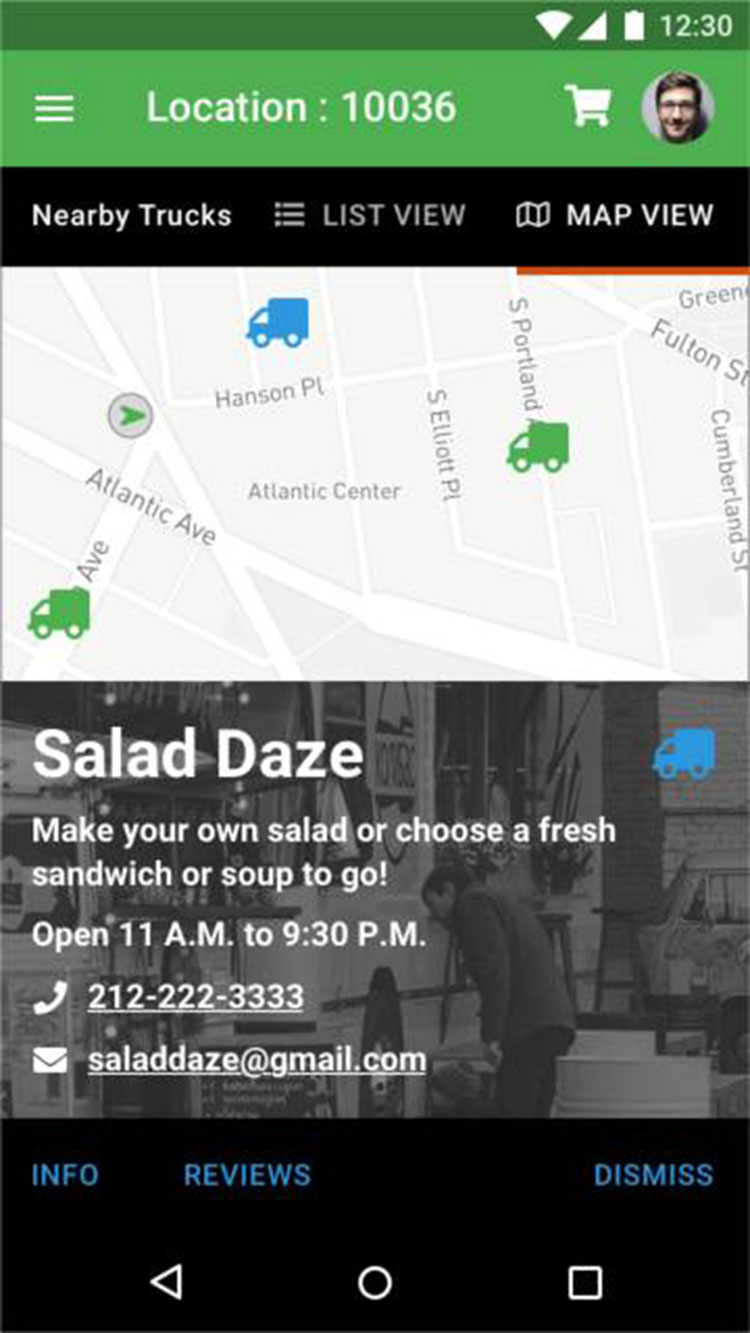 12:30
Location : 10036
Nearby Trucks
LIST VIEW
MAP VIEW
Green
Fulton St
S Portland
Hanson Pl
S Elliott Pl
Cumberland St
Atlantic Center
Atlantic Ave
Ave
Salad Daze
Make your own salad or choose a fresh
sandwich or soup to go!
Open 11 A.M. to 9:30 P.M.
212-222-3333
saladdaze@gmail.com
INFO
REVIEWS
DISMISS